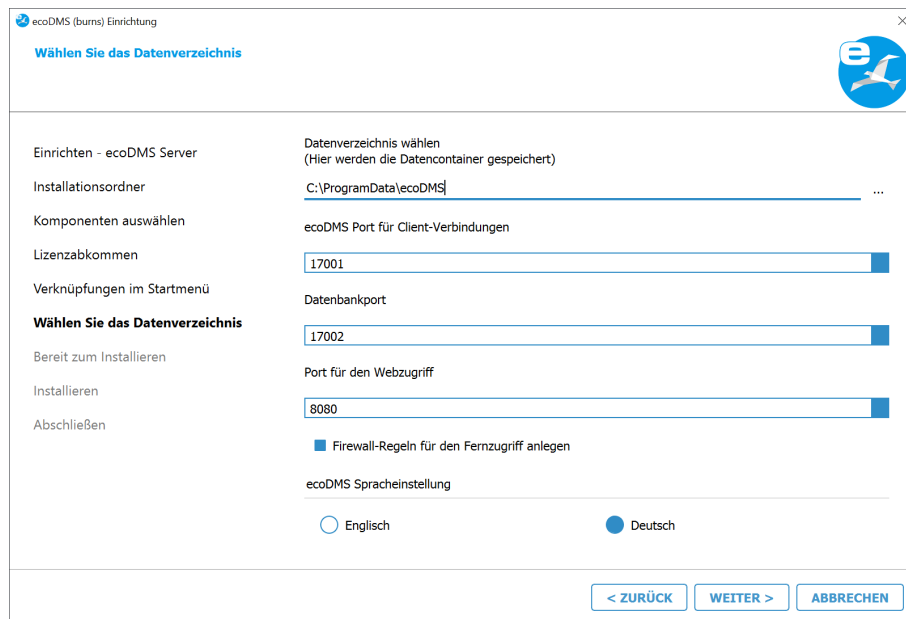 ecoDMS (burns) Einrichtung
Wählen Sie das Datenverzeichnis
e
Einrichten - ecoDMS Server
Installationsordner
Komponenten auswählen
Lizenzabkommen
Verknüpfungen im Startmenü
Wählen Sie das Datenverzeichnis
Bereit zum Installieren
Installieren
Abschließen
Datenverzeichnis wählen
(Hier werden die Datencontainer gespeichert)
C:\ProgramData\ecoDMS
...
ecoDMS Port für Client-Verbindungen
17001
Datenbankport
17002
Port für den Webzugriff
8080
Firewall-Regeln für den Fernzugriff anlegen
ecoDMS Spracheinstellung
Englisch
Deutsch
< ZURÜCK
WEITER >
ABBRECHEN